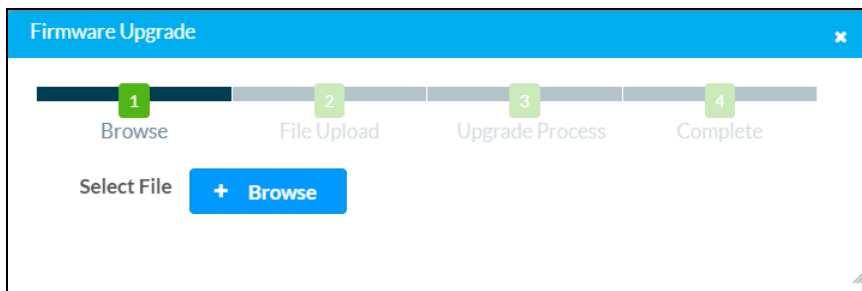 Firmware Upgrade
1 2 3 4
Browse File Upload Upgrade Process Complete
Select File + Browse